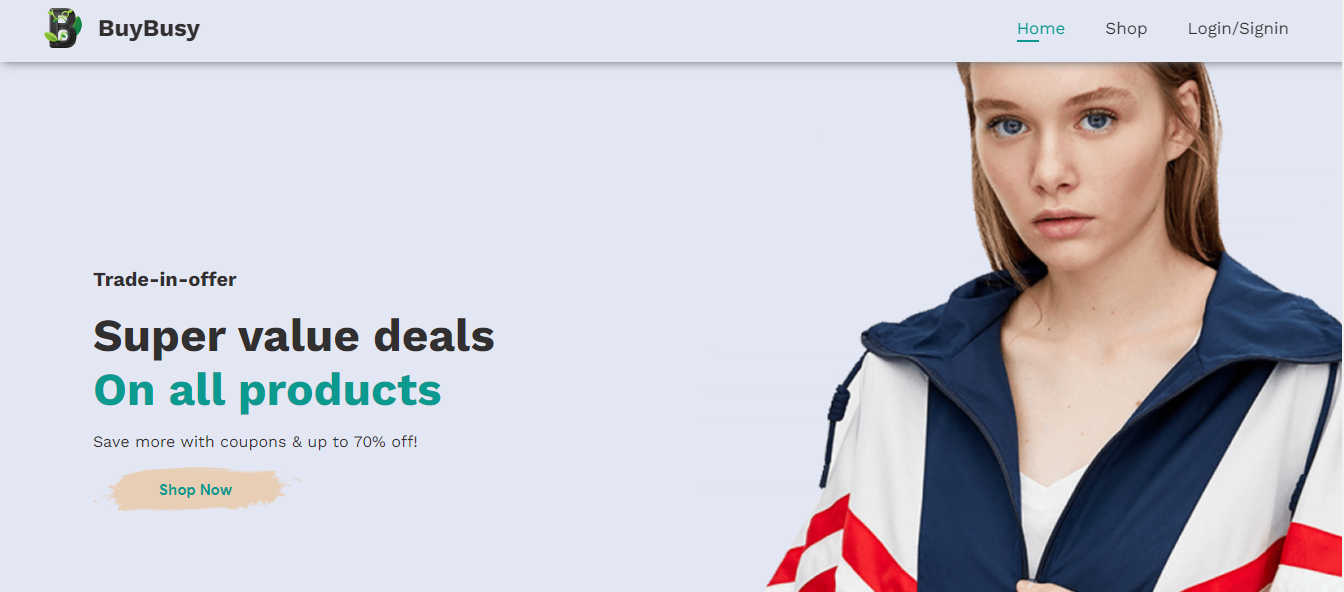 B BuyBusy
Home Shop Login/Signin
Trade-in-offer
Super value deals
On all products
Save more with coupons & up to 70% off!
Shop Now